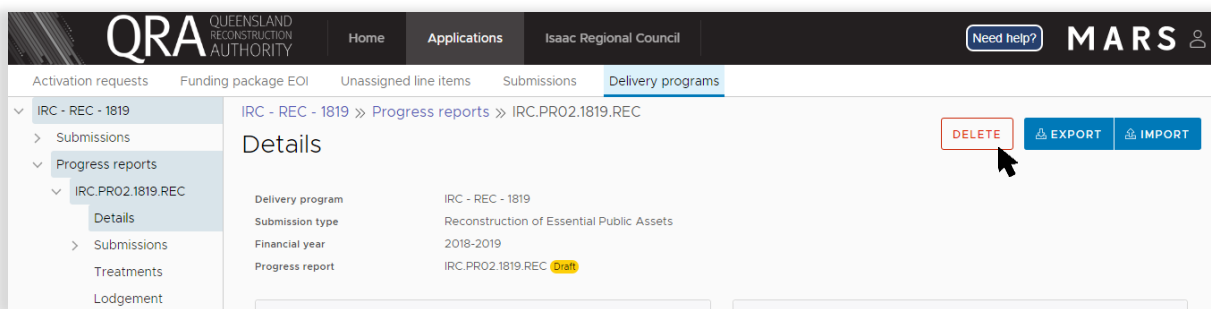 QRA QUEENSLAND RECONSTRUCTION AUTHORITY
Home Applications Isaac Regional Council Need help? MARS
Activation requests Funding package EOI Unassigned line items Submissions Delivery programs
IRC - REC - 1819
Submissions
Progress reports
IRC.PR02.1819.REC
Details
Submissions
Treatments
Lodgement
IRC - REC - 1819 » Progress reports » IRC.PR02.1819.REC
Details
DELETE EXPORT IMPORT
Delivery program IRC - REC - 1819
Submission type Reconstruction of Essential Public Assets
Financial year 2018-2019
Progress report IRC.PR02.1819.REC Draft